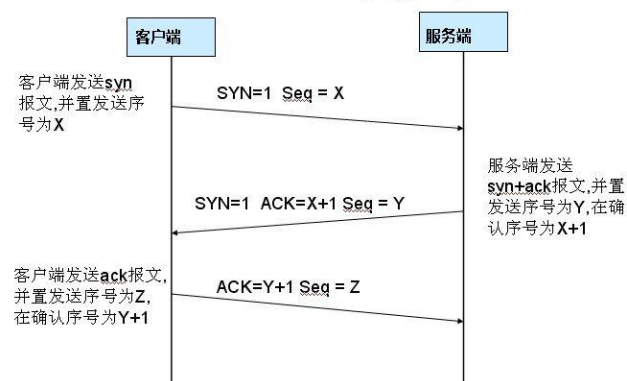 客户端
服务端
客户端发送syn
报文,并置发送序
号为X
SYN=1 Seq = X
服务端发送
syn+ack报文,并置
发送序号为Y,在确
认序号为X+1
SYN=1 ACK=X+1 Seq = Y
客户端发送ack报文,
并置发送序号为Z,
在确认序号为Y+1
ACK=Y+1 Seq = Z